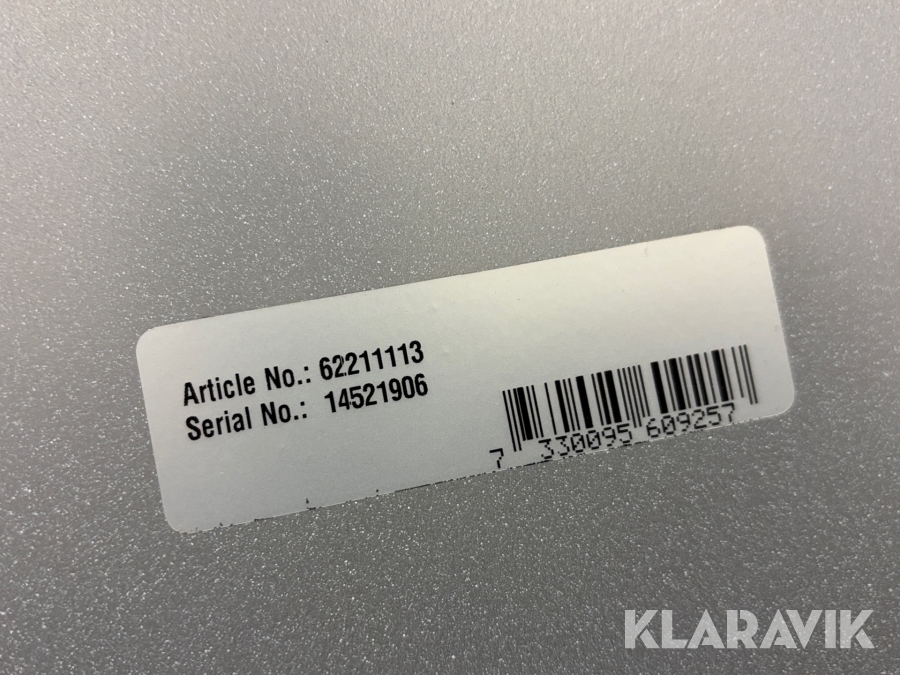 Article No.: 62211113
Serial No.: 14521906
7 330095 609257
KLARAVIK